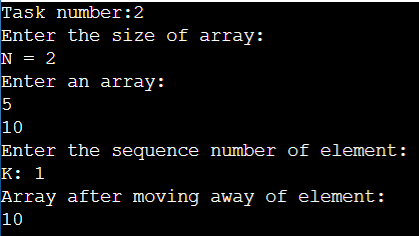 Task number:2
Enter the size of array:
N = 2
Enter an array:
5
10
Enter the sequence number of element:
K: 1
Array after moving away of element:
10